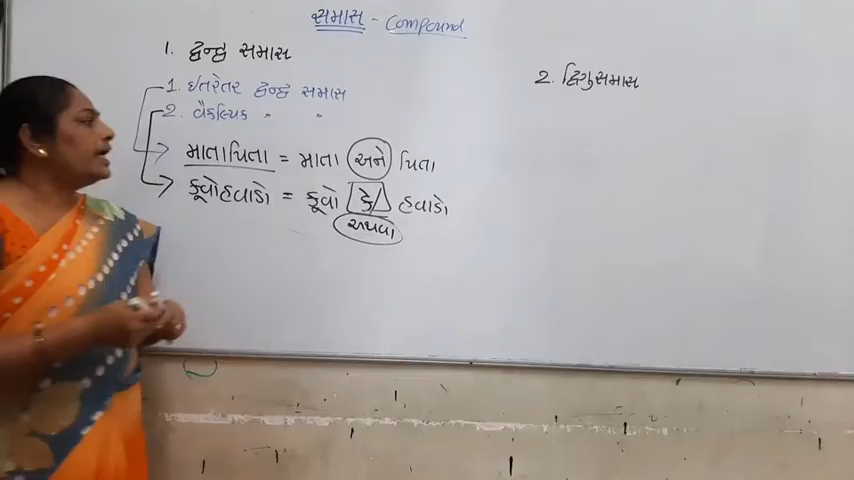 સમાસ - Compound
1. દ્વન્દ્વ સમાસ
1. ઇતરેતર દ્વન્દ્વ સમાસ
2. વૈકલ્પિક " "
માતાપિતા = માતા અને પિતા
કૂવોહવાડો = કૂવો કે/ હવાડો
અથવા
2. દ્વિગુસમાસ